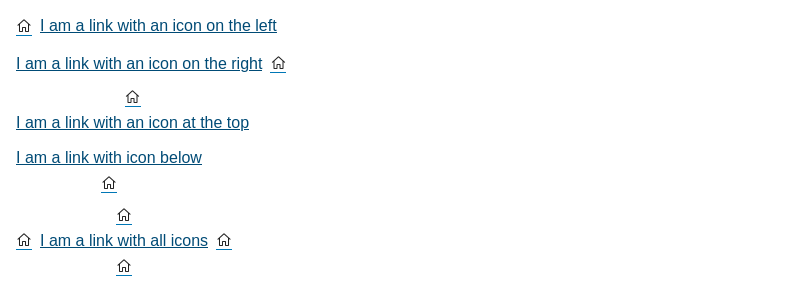 I am a link with an icon on the left
I am a link with an icon on the right
I am a link with an icon at the top
I am a link with icon below
I am a link with all icons